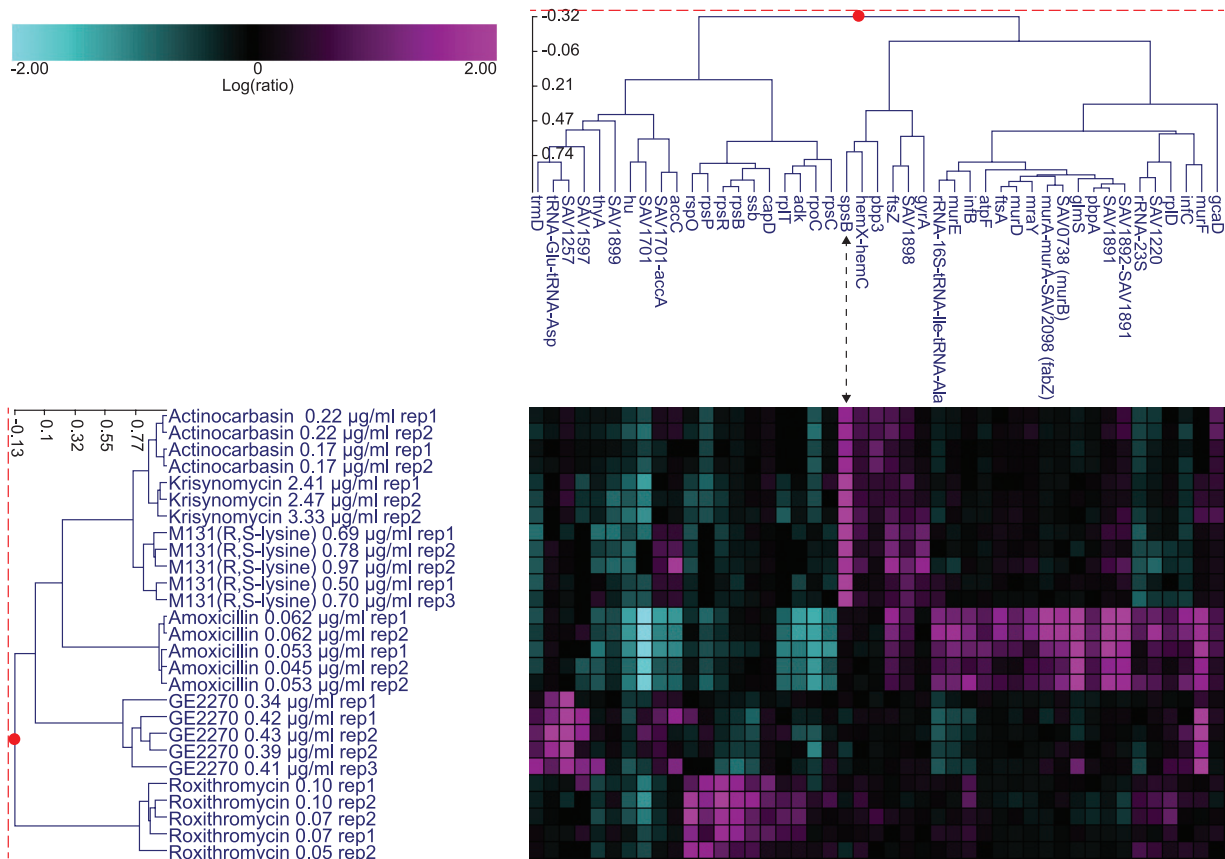 -2.00 0 2.00
Log(ratio)
-0.32
-0.06
0.21
0.47
0.74
trmD
tRNA-Glu-tRNA-Asp
SAV1257
SAV1597
thyA
SAV1899
hu
SAV1701
SAV1701-accA
accC
rspO
rpsP
rpsR
rpsB
ssb
capD
rplT
adk
rpoC
rpsC
spsB
hemX-hemC
pbp3
ftsZ
SAV1898
gyrA
rRNA-16S-tRNA-Ile-tRNA-Ala
murE
infB
atpF
ftsA
murD
mraY
murA-murA-SAV2098 (fabZ)
SAV0738 (murB)
glmS
pbpA
SAV1891
SAV1892-SAV1891
rRNA-23S
SAV1220
rplD
infC
murF
gcaD
-0.13
0.1
0.32
0.55
0.77
Actinocarbasin 0.22 µg/ml rep1
Actinocarbasin 0.22 µg/ml rep2
Actinocarbasin 0.17 µg/ml rep1
Actinocarbasin 0.17 µg/ml rep2
Krisynomycin 2.41 µg/ml rep1
Krisynomycin 2.47 µg/ml rep2
Krisynomycin 3.33 µg/ml rep2
M131(R,S-lysine) 0.69 µg/ml rep1
M131(R,S-lysine) 0.78 µg/ml rep2
M131(R,S-lysine) 0.97 µg/ml rep2
M131(R,S-lysine) 0.50 µg/ml rep1
M131(R,S-lysine) 0.70 µg/ml rep3
Amoxicillin 0.062 µg/ml rep1
Amoxicillin 0.062 µg/ml rep2
Amoxicillin 0.053 µg/ml rep1
Amoxicillin 0.045 µg/ml rep2
Amoxicillin 0.053 µg/ml rep2
GE2270 0.34 µg/ml rep1
GE2270 0.42 µg/ml rep1
GE2270 0.43 µg/ml rep2
GE2270 0.39 µg/ml rep2
GE2270 0.41 µg/ml rep3
Roxithromycin 0.10 rep1
Roxithromycin 0.10 rep2
Roxithromycin 0.07 rep2
Roxithromycin 0.07 rep1
Roxithromycin 0.05 rep2